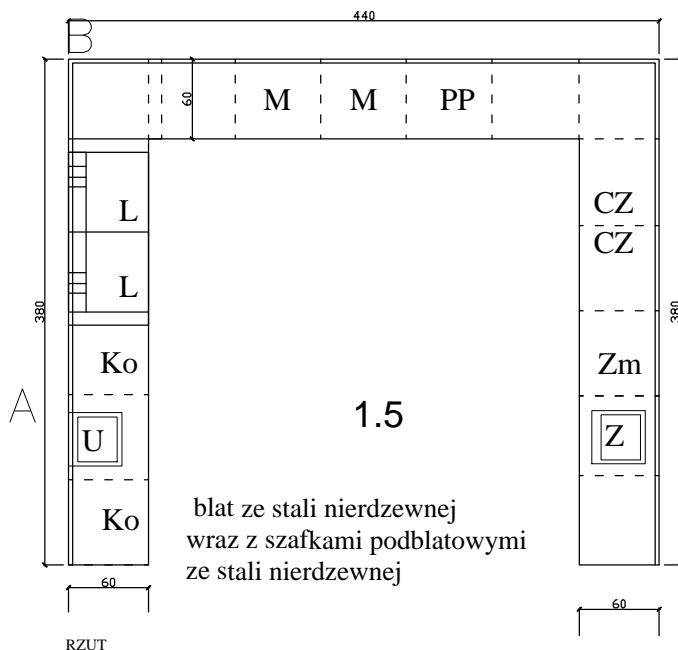 B
440
60
M M PP
L
CZ
CZ
L
380
380
Ko
Zm
A
1.5
U
Z
Ko
blat ze stali nierdzewnej
wraz z szafkami podblatowymi
ze stali nierdzewnej
60
60
RZUT